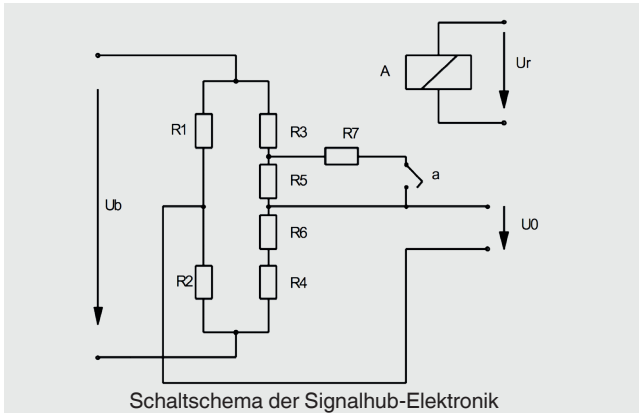 A
Ur
R1
R3
R7
R5
a
Ub
R6
U0
R2
R4
Schaltschema der Signalhub-Elektronik